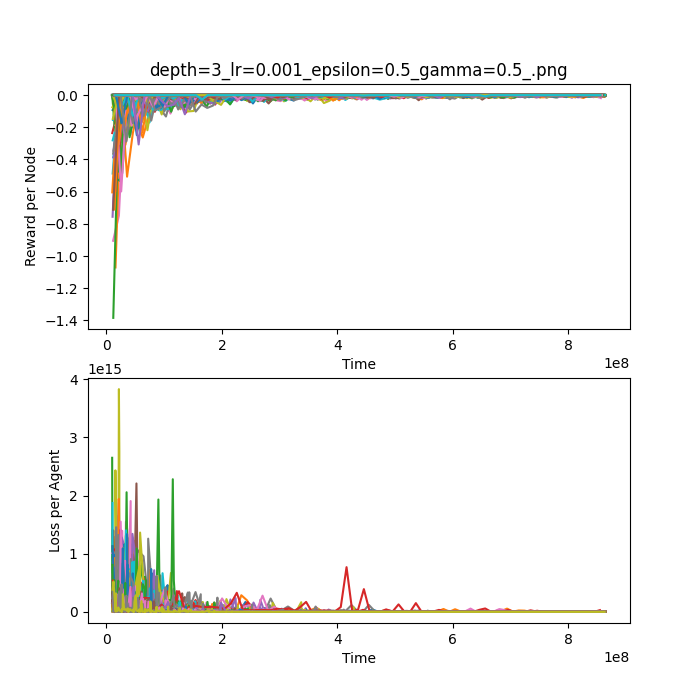 depth=3_lr=0.001_epsilon=0.5_gamma=0.5_.png
Reward per Node
0.0
−0.2
−0.4
−0.6
−0.8
−1.0
−1.2
−1.4
0 2 4 6 8
1e8
Time
1e15
Loss per Agent
4
3
2
1
0
0 2 4 6 8
1e8
Time